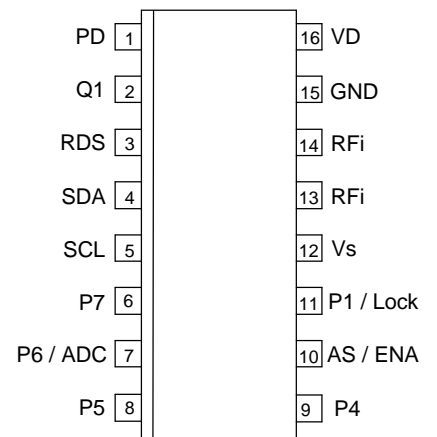 PD 1 16 VD
Q1 2 15 GND
RDS 3 14 RFi
SDA 4 13 RFi
SCL 5 12 Vs
P7 6 11 P1 / Lock
P6 / ADC 7 10 AS / ENA
P5 8 9 P4